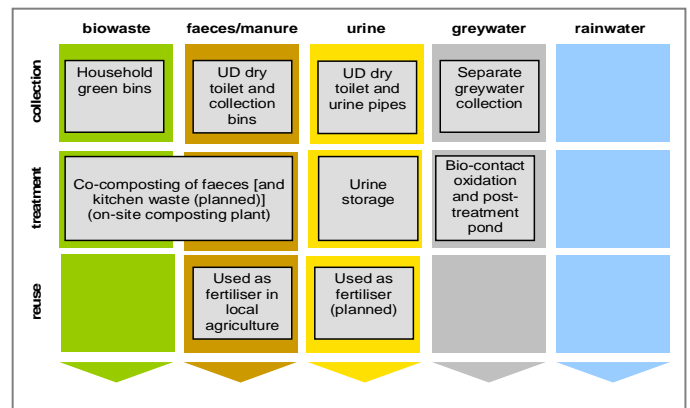 biowaste faeces/manure urine greywater rainwater
collection
Household
green bins
UD dry
toilet and
collection
bins
UD dry
toilet and
urine pipes
Separate
greywater
collection
treatment
Co-composting of faeces [and
kitchen waste (planned)]
(on-site composting plant)
Urine
storage
Bio-contact
oxidation
and post-
treatment
pond
reuse
Used as
fertiliser in
local
agriculture
Used as
fertiliser
(planned)